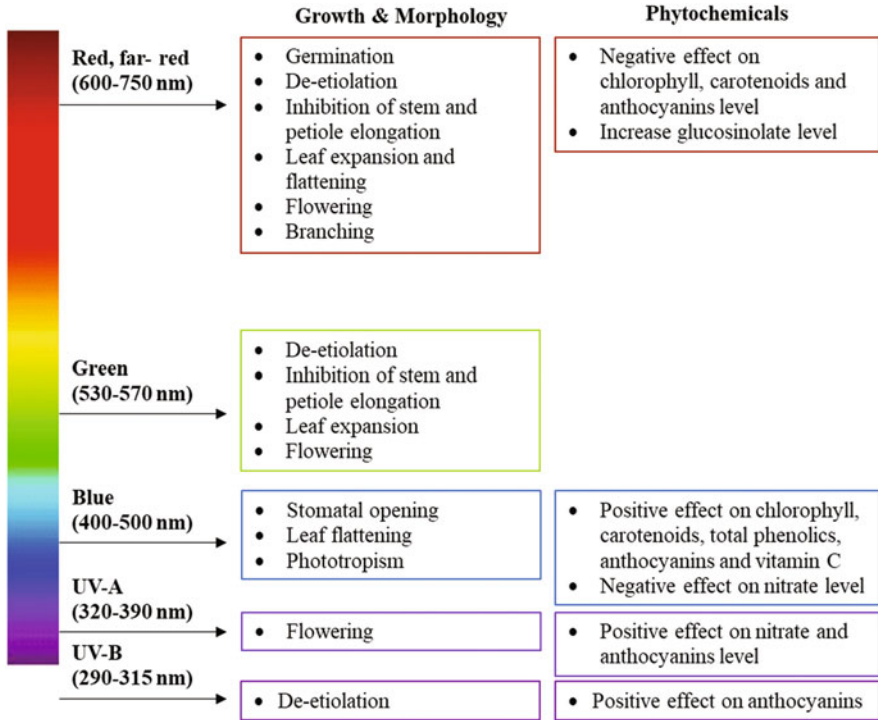 Growth & Morphology
Phytochemicals
Red, far- red
(600-750 nm)
• Germination
• De-etiolation
• Inhibition of stem and
petiole elongation
• Leaf expansion and
flattening
• Flowering
• Branching
• Negative effect on
chlorophyll, carotenoids and
anthocyanins level
• Increase glucosinolate level
Green
(530-570 nm)
• De-etiolation
• Inhibition of stem and
petiole elongation
• Leaf expansion
• Flowering
Blue
(400-500 nm)
• Stomatal opening
• Leaf flattening
• Phototropism
• Positive effect on chlorophyll,
carotenoids, total phenolics,
anthocyanins and vitamin C
• Negative effect on nitrate level
UV-A
(320-390 nm)
• Flowering
• Positive effect on nitrate and
anthocyanins level
UV-B
(290-315 nm)
• De-etiolation
• Positive effect on anthocyanins